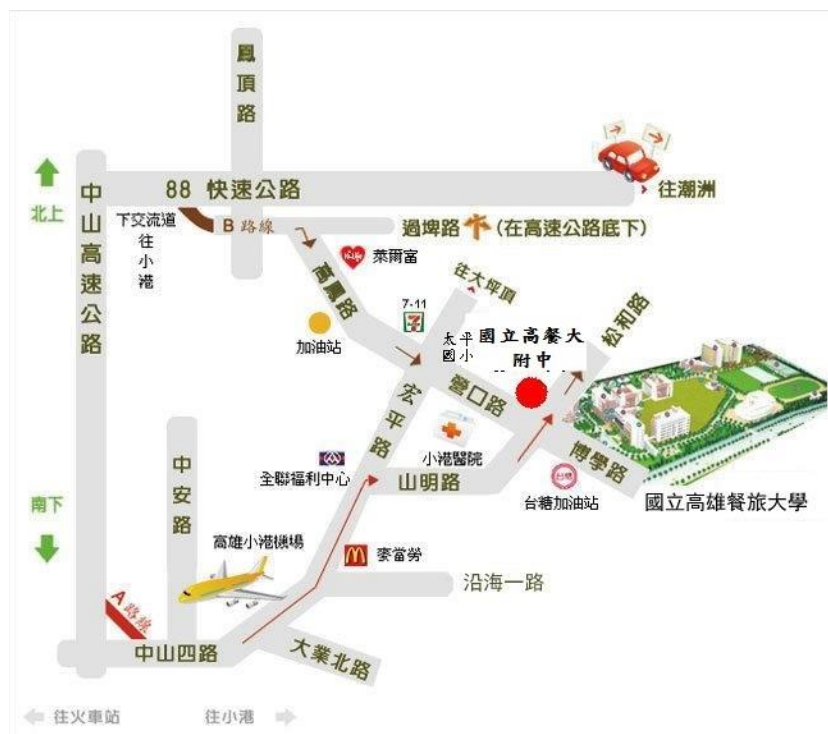 鳳頂路
88 快速公路
往潮洲
北上
中山高速公路
下交流道
往小港
B 路線
過埤路
(在高速公路底下)
Hi-Life
萊爾富
高鳳路
往大坪頂
7-11
加油站
太平
國小
國立高餐大
附中
松和路
營口路
宏平路
小港醫院
博學路
中安路
全聯福利中心
山明路
台糖
台糖加油站
國立高雄餐旅大學
南下
高雄小港機場
麥當勞
沿海一路
A 路線
中山四路
大業北路
往火車站
往小港